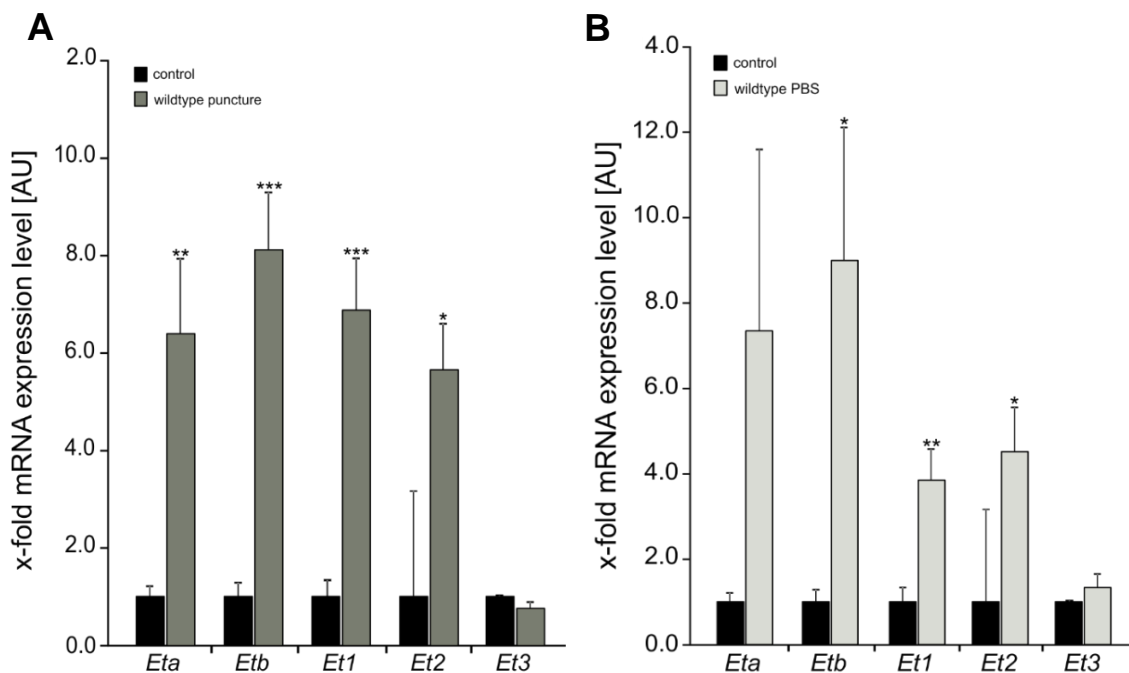 A
2.0
control
wildtype puncture
10.0
8.0
6.0
4.0
2.0
0.0
x-fold mRNA expression level [AU]
**
***
***
*
Eta
Etb
Et1
Et2
Et3
B
4.0
control
wildtype PBS
12.0
10.0
8.0
6.0
4.0
2.0
0.0
x-fold mRNA expression level [AU]
*
**
*
Eta
Etb
Et1
Et2
Et3